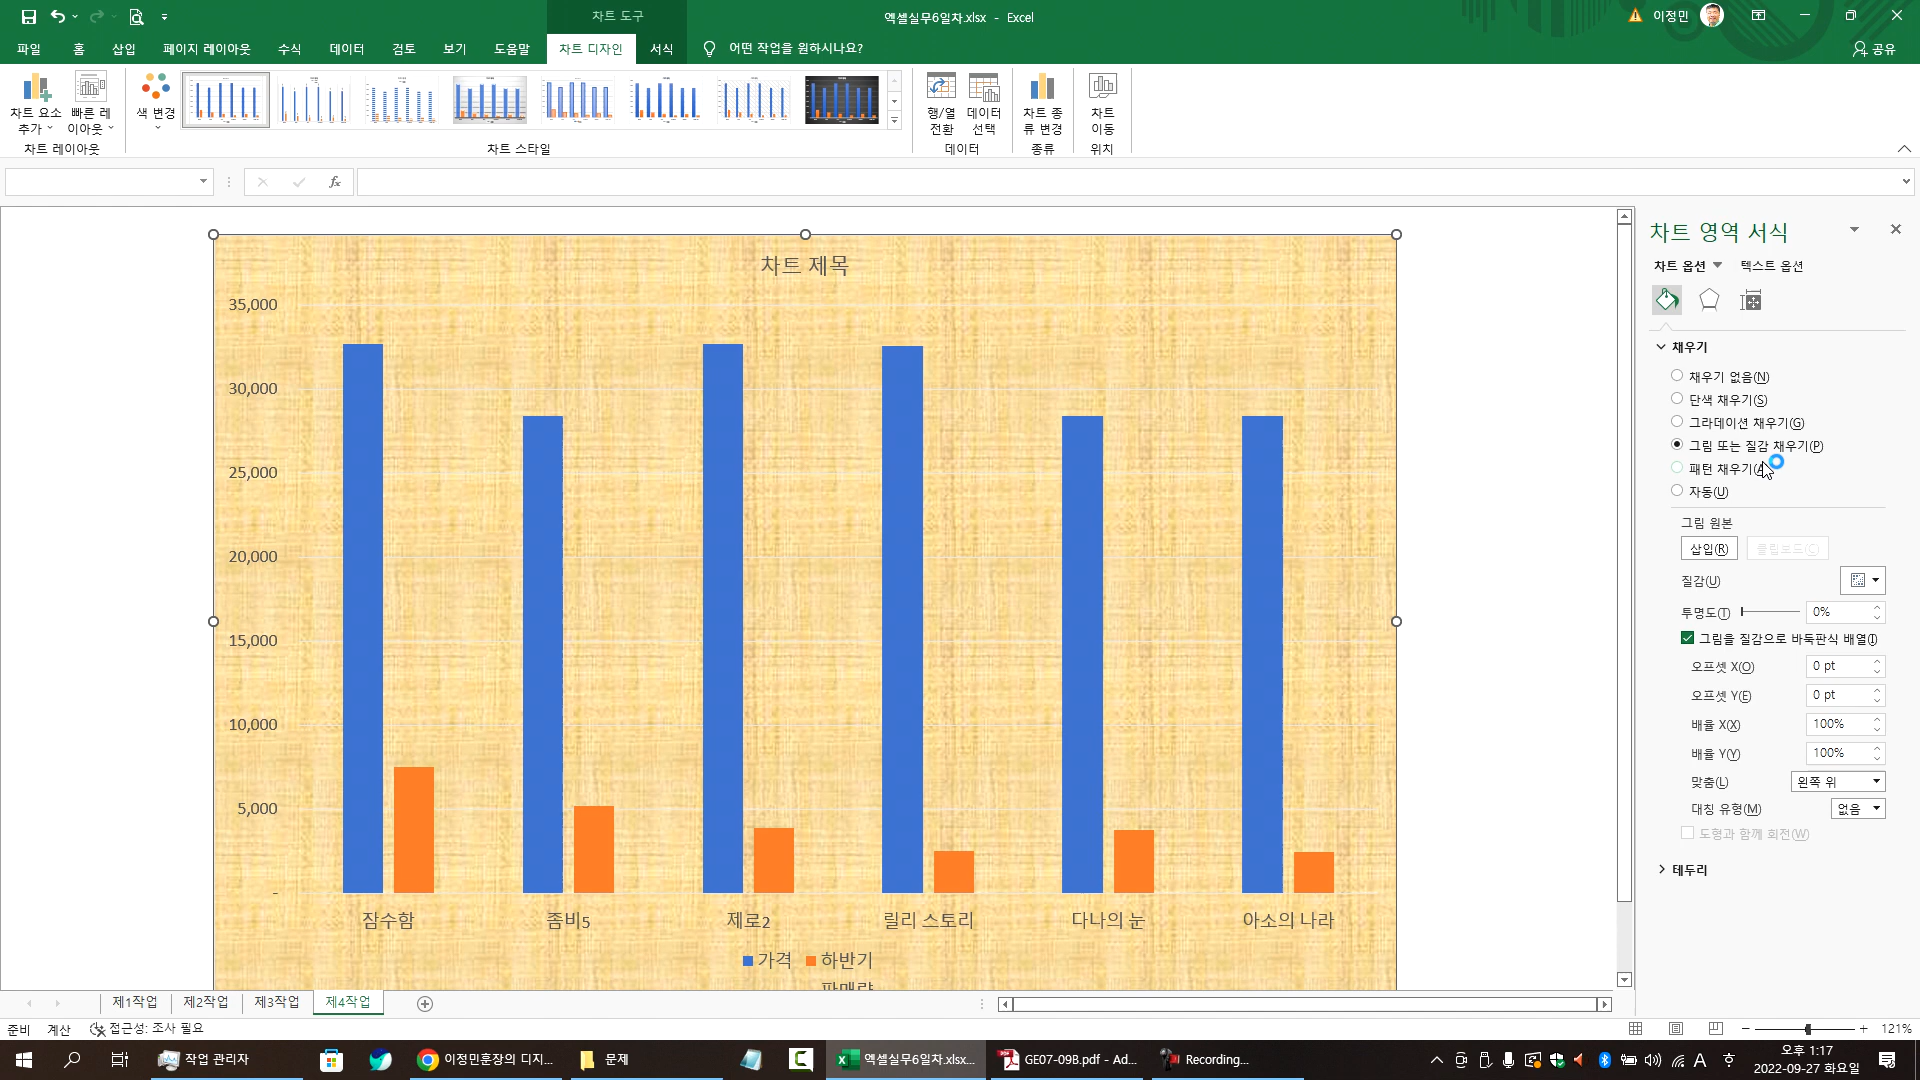 차트 도구
엑셀실무6일차.xlsx - Excel
이정민
파일 홈 삽입 페이지 레이아웃 수식 데이터 검토 보기 도움말 차트 디자인 서식 어떤 작업을 원하시나요? 공유
차트 요소 추가
빠른 레이아웃
색 변경
행/열 전환
데이터 선택
차트 종류 변경
차트 이동
차트 레이아웃 차트 스타일 데이터 종류 위치
fx
차트 제목
35,000
30,000
25,000
20,000
15,000
10,000
5,000
-
잠수함 좀비5 제로2 릴리 스토리 다나의 눈 아소의 나라
가격 하반기
판매량
차트 영역 서식
차트 옵션 텍스트 옵션
채우기
채우기 없음(N)
단색 채우기(S)
그라데이션 채우기(G)
그림 또는 질감 채우기(P)
패턴 채우기(A)
자동(U)
그림 원본
삽입(R) 클립보드(C)
질감(U)
투명도(T) 0%
그림을 질감으로 바둑판식 배열(I)
오프셋 X(O) 0 pt
오프셋 Y(E) 0 pt
배율 X(X) 100%
배율 Y(Y) 100%
맞춤(L) 왼쪽 위
대칭 유형(M) 없음
도형과 함께 회전(W)
테두리
제1작업 제2작업 제3작업 제4작업
준비 계산 접근성: 조사 필요 121%
작업 관리자 이정민훈장의 디지... 문제 엑셀실무6일차.xlsx... GE07-09B.pdf - Ad... Recording... A 오후 1:17
2022-09-27 화요일